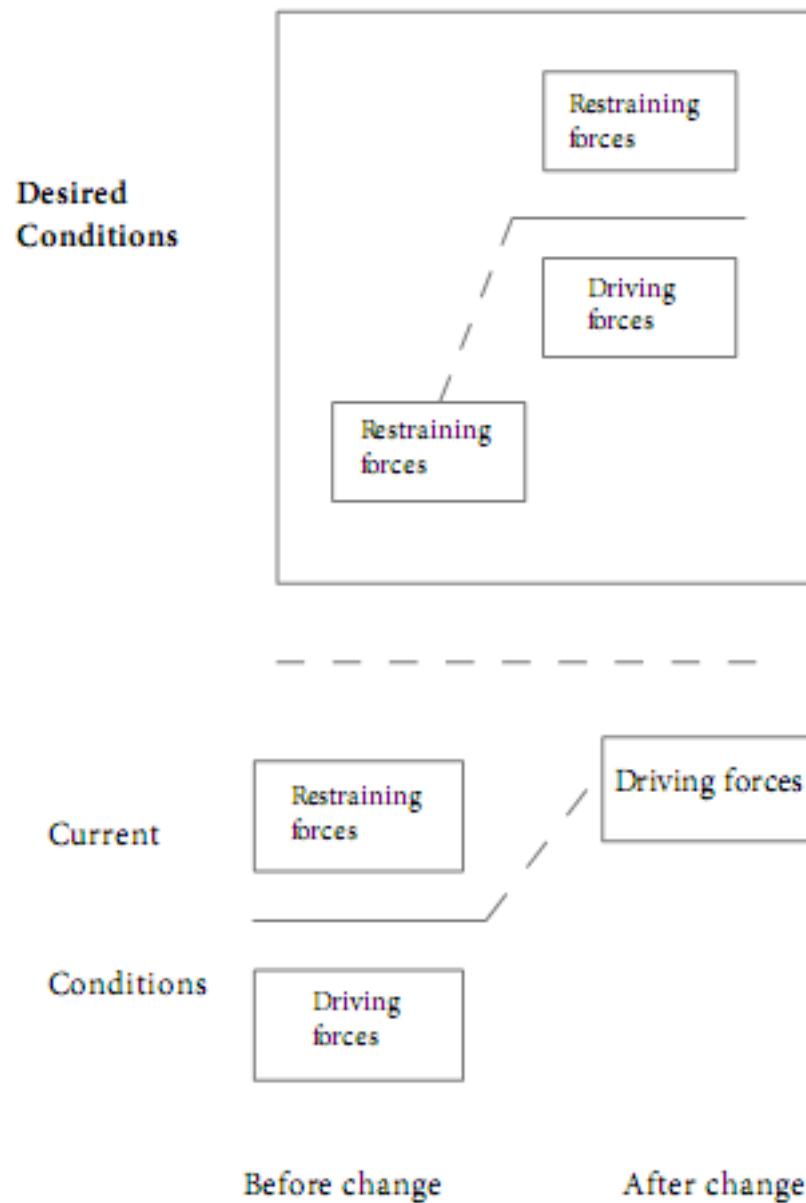 Restraining
forces
Desired
Conditions
Driving
forces
Restraining
forces
Driving forces
Restraining
forces
Current
Conditions
Driving
forces
Before change
After change